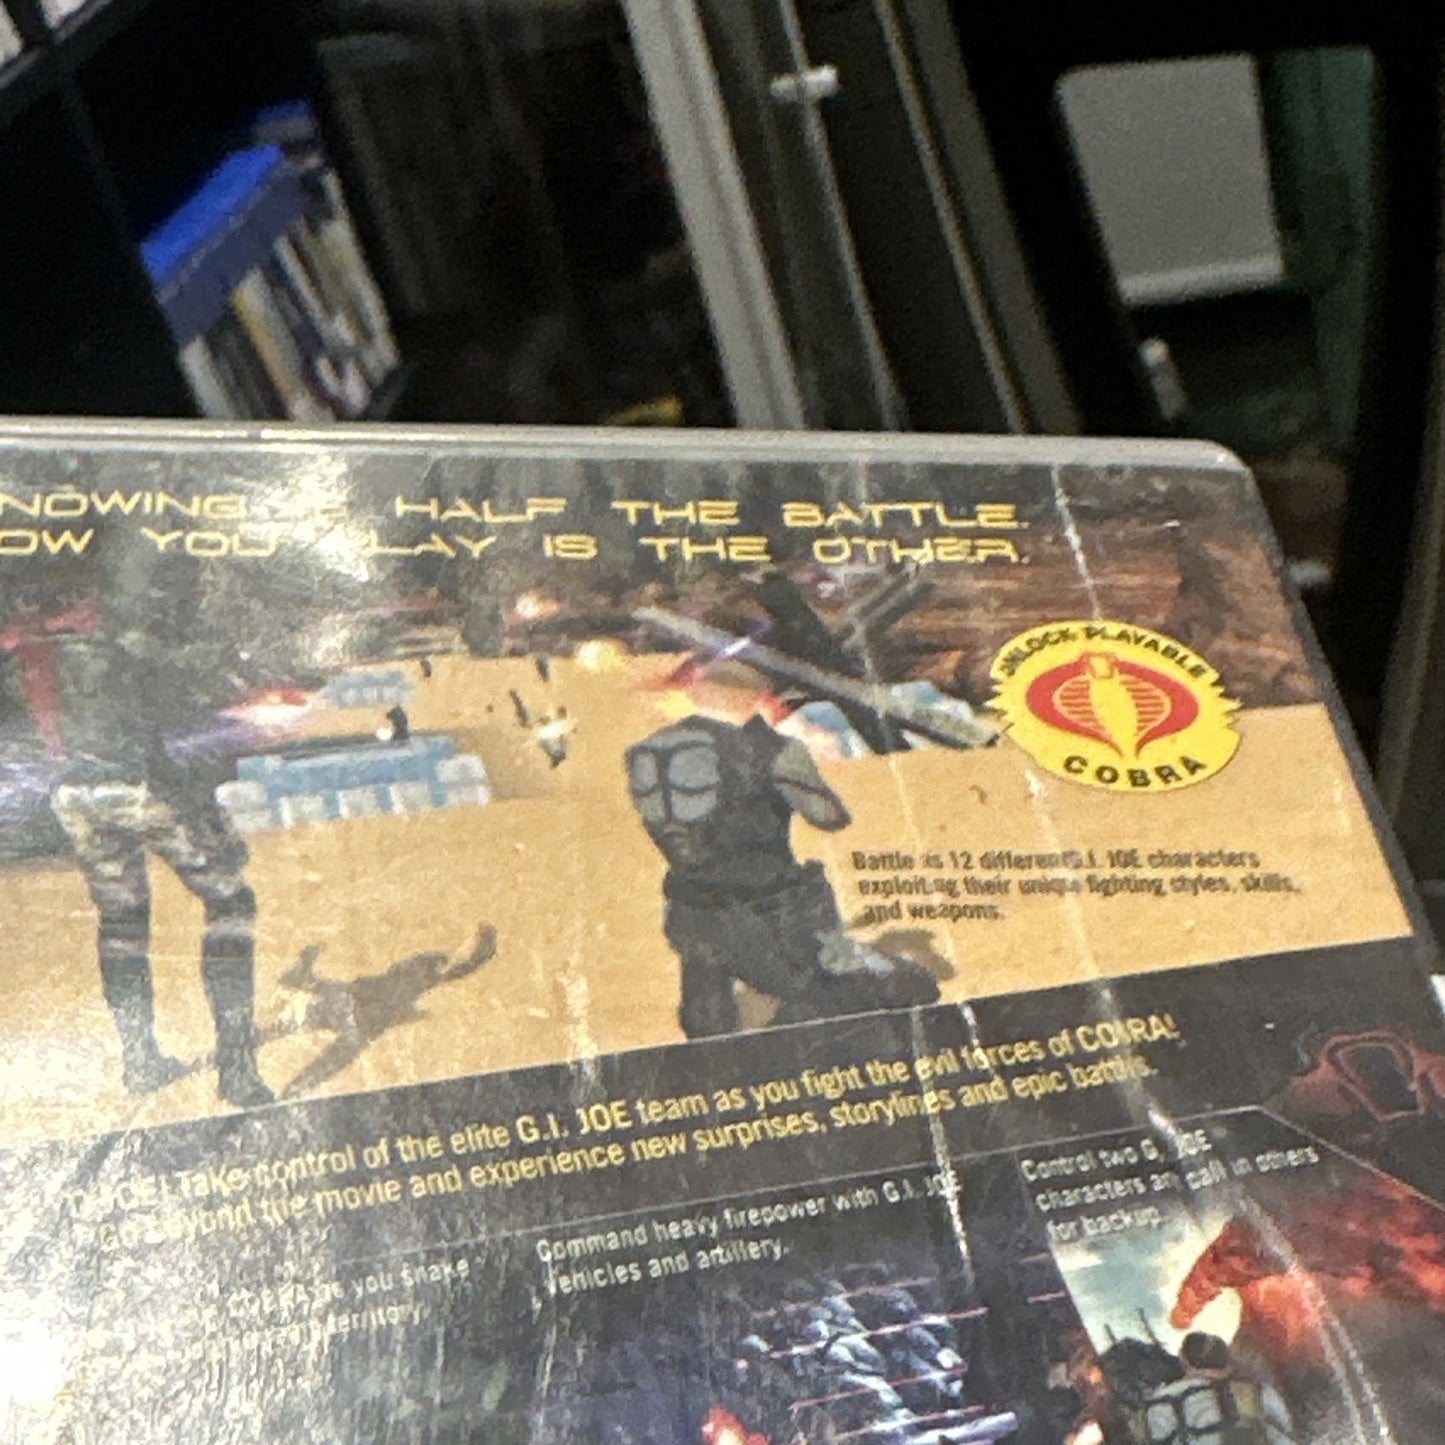 NOWING HALF THE BATTLE.
OW YOU LAY IS THE OTHER.
UNLOCK PLAYABLE
COBRA
Battle as 12 different G.I. JOE characters
exploiting their unique fighting styles, skills,
and weapons.
Take control of the elite G.I. JOE team as you fight the evil forces of COBRA!
Go beyond the movie and experience new surprises, storylines and epic battles.
Command heavy firepower with G.I. JOE
vehicles and artillery.
Control two G.I. JOE
characters and call in others
for backup.
you snake
territory.